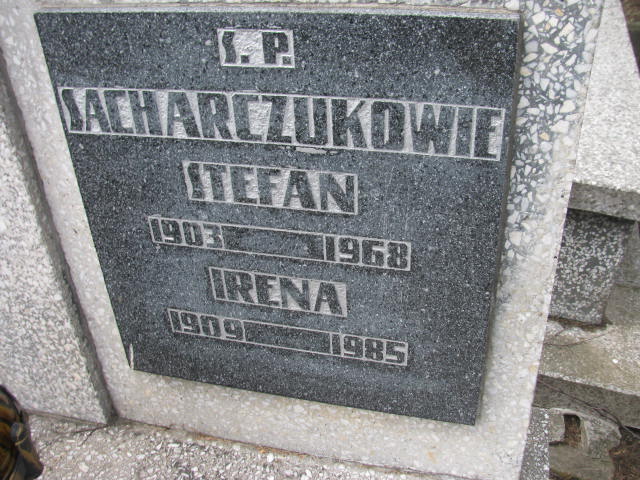 Ś. P.
SACHARCZUKOWIE
STEFAN
1903 1968
IRENA
1909 1985